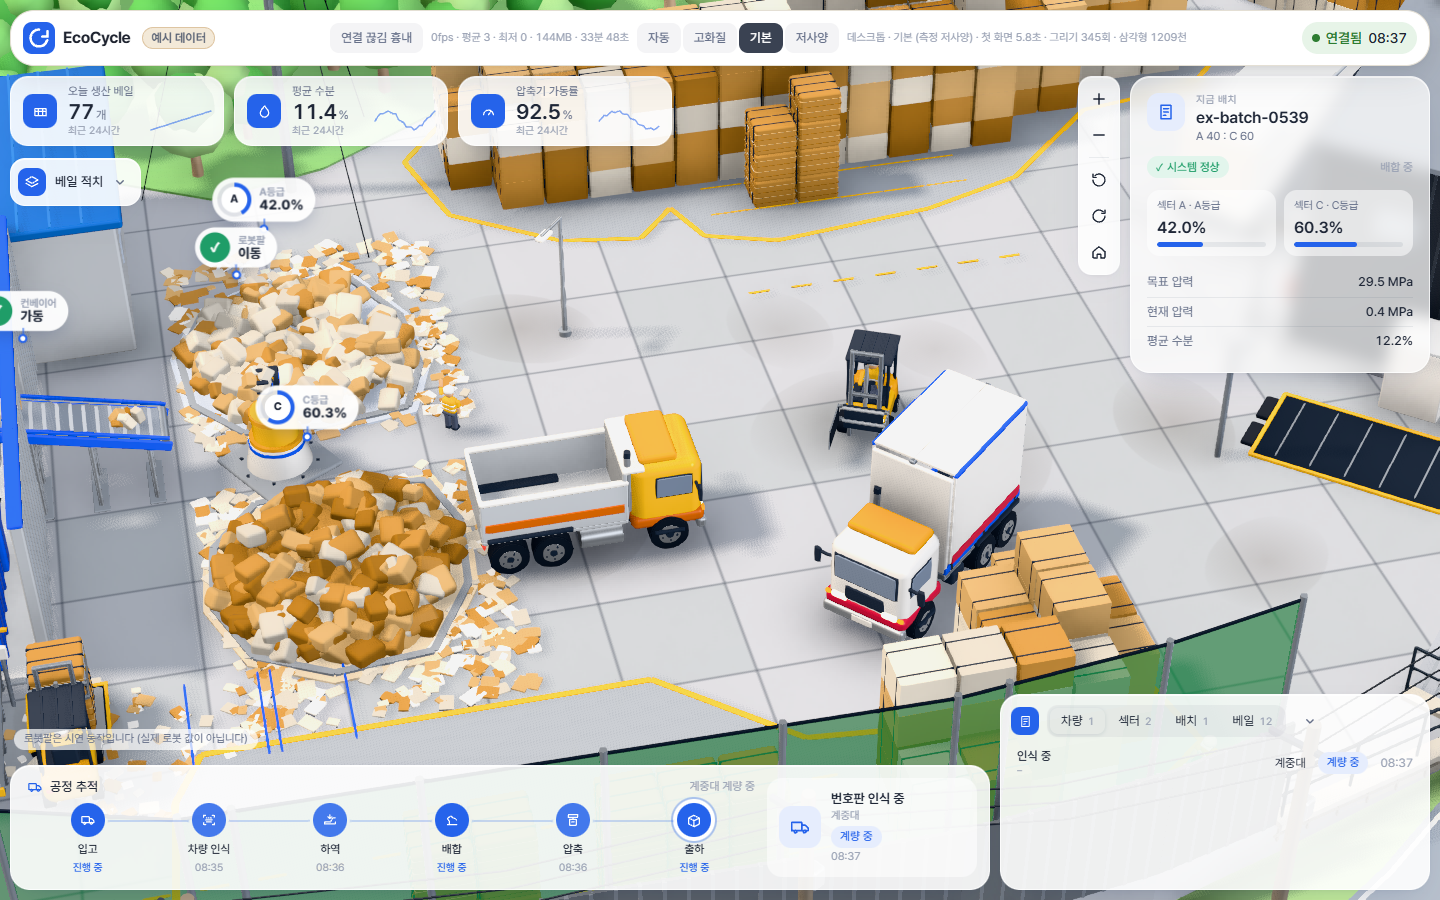 EcoCycle
예시 데이터
연결 끊김 흉내
0fps · 평균 3 · 최저 0 · 144MB · 33분 48초
자동
고화질
기본
저사양
데스크톱 · 기본 (측정 저사양) · 첫 화면 5.8초 · 그리기 345회 · 삼각형 1209천
연결됨 08:37
오늘 생산 베일
77개
최근 24시간
평균 수분
11.4%
최근 24시간
압축기 가동률
92.5%
최근 24시간
베일 적치
A
A등급
42.0%
로봇팔
이동
컨베이어
가동
C
C등급
60.3%
지금 배치
ex-batch-0539
A 40 : C 60
✓ 시스템 정상
배합 중
섹터 A · A등급
42.0%
섹터 C · C등급
60.3%
목표 압력
29.5 MPa
현재 압력
0.4 MPa
평균 수분
12.2%
로봇팔은 시연 동작입니다 (실제 로봇 값이 아닙니다)
공정 추적
계중대 계량 중
입고
진행 중
차량 인식
08:35
하역
08:36
배합
진행 중
압축
08:36
출하
진행 중
번호판 인식 중
계중대
계량 중
08:37
차량 1
섹터 2
배치 1
베일 12
인식 중
–
계중대
계량 중
08:37